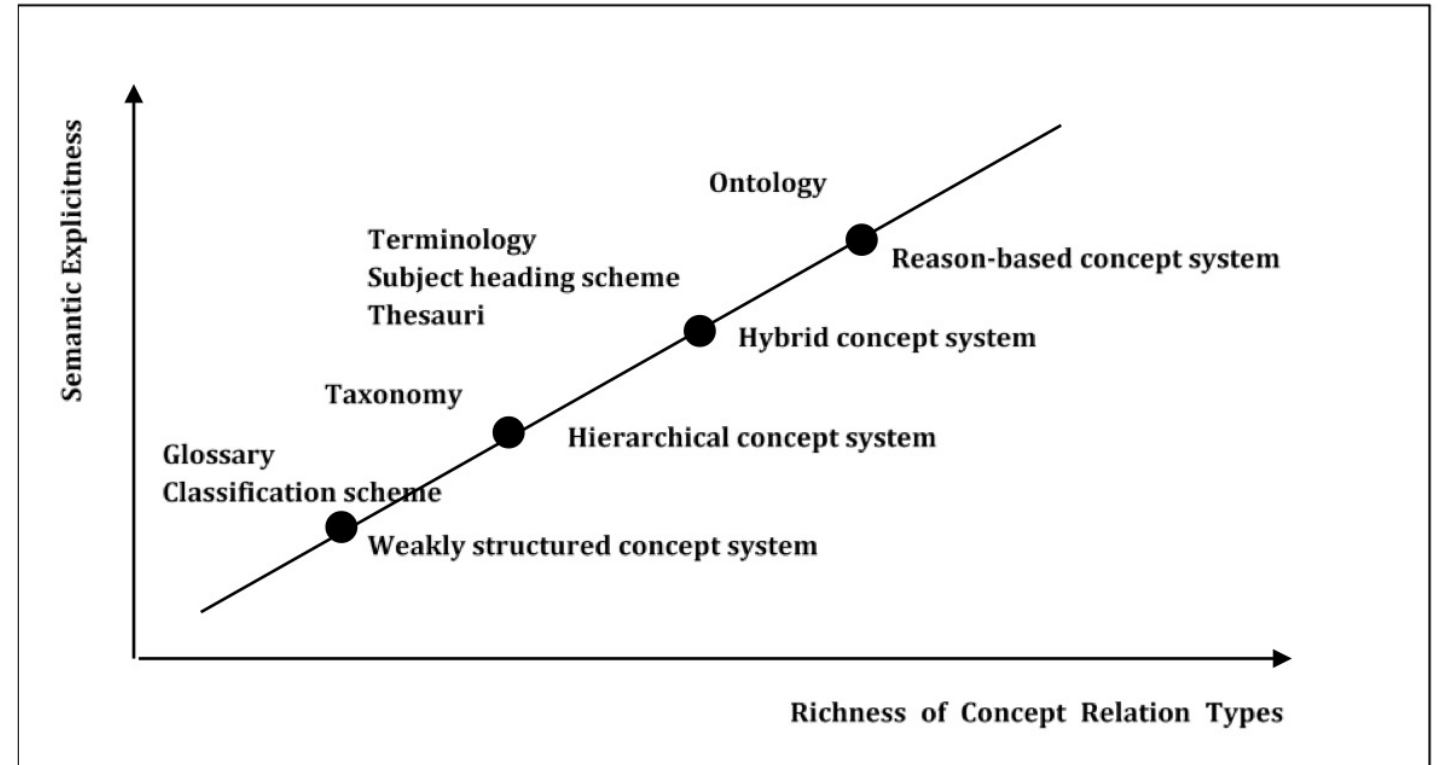 Semantic Explicitness
Ontology
Terminology
Subject heading scheme
Thesauri
Reason-based concept system
Hybrid concept system
Taxonomy
Hierarchical concept system
Glossary
Classification scheme
Weakly structured concept system
Richness of Concept Relation Types